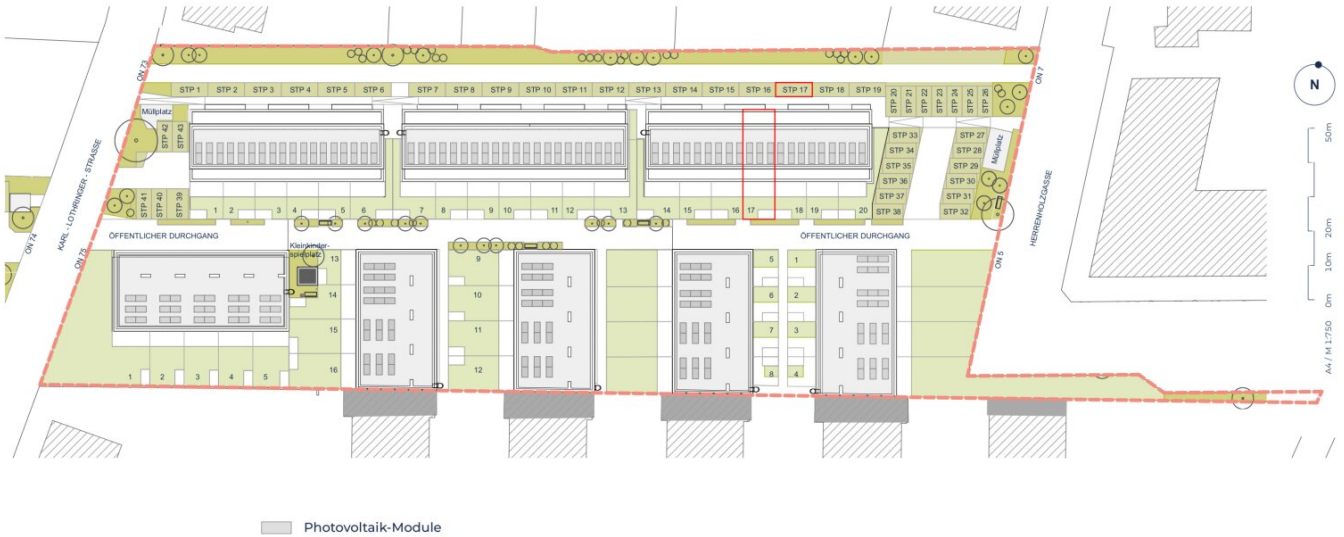 ON 73
ON 7
STP 1 STP 2 STP 3 STP 4 STP 5 STP 6 STP 7 STP 8 STP 9 STP 10 STP 11 STP 12 STP 13 STP 14 STP 15 STP 16 STP 17 STP 18 STP 19
STP 20
STP 21
STP 22
STP 23
STP 24
STP 25
STP 26
N
Müllplatz
STP 42
STP 43
STP 33
STP 34
STP 35
STP 36
STP 37
STP 38
STP 27
STP 28
STP 29
STP 30
STP 31
STP 32
Müllplatz
STP 41
STP 40
STP 39
KARL - LOTHRINGER - STRASSE
HERRENHOLZGASSE
ON 74
ON 75
ON 5
1 2 3 4 5 6 7 8 9 10 11 12 13 14 15 16 17 18 19 20
ÖFFENTLICHER DURCHGANG
ÖFFENTLICHER DURCHGANG
Kleinkinder-
spielplatz
13
14
15
16
9
10
11
12
5
6
7
8
1
2
3
4
1 2 3 4 5
50m
20m
10m
0m
A4 / M 1:750
Photovoltaik-Module